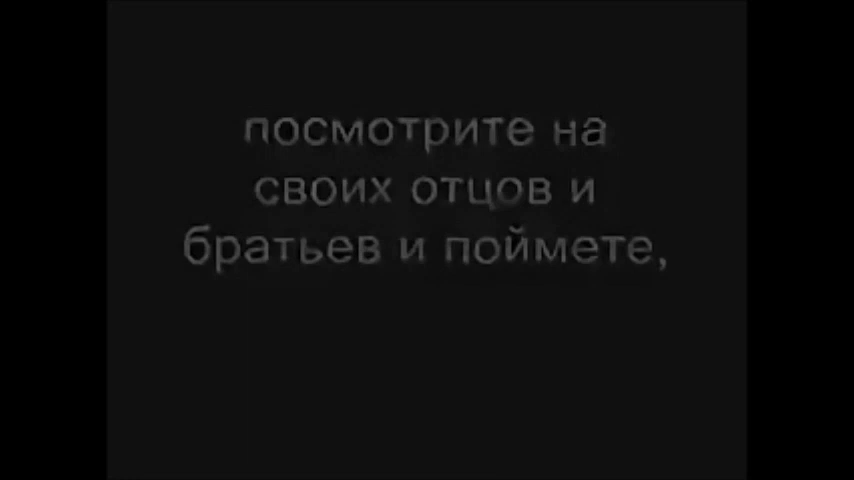 посмотрите на
своих отцов и
братьев и поймете,